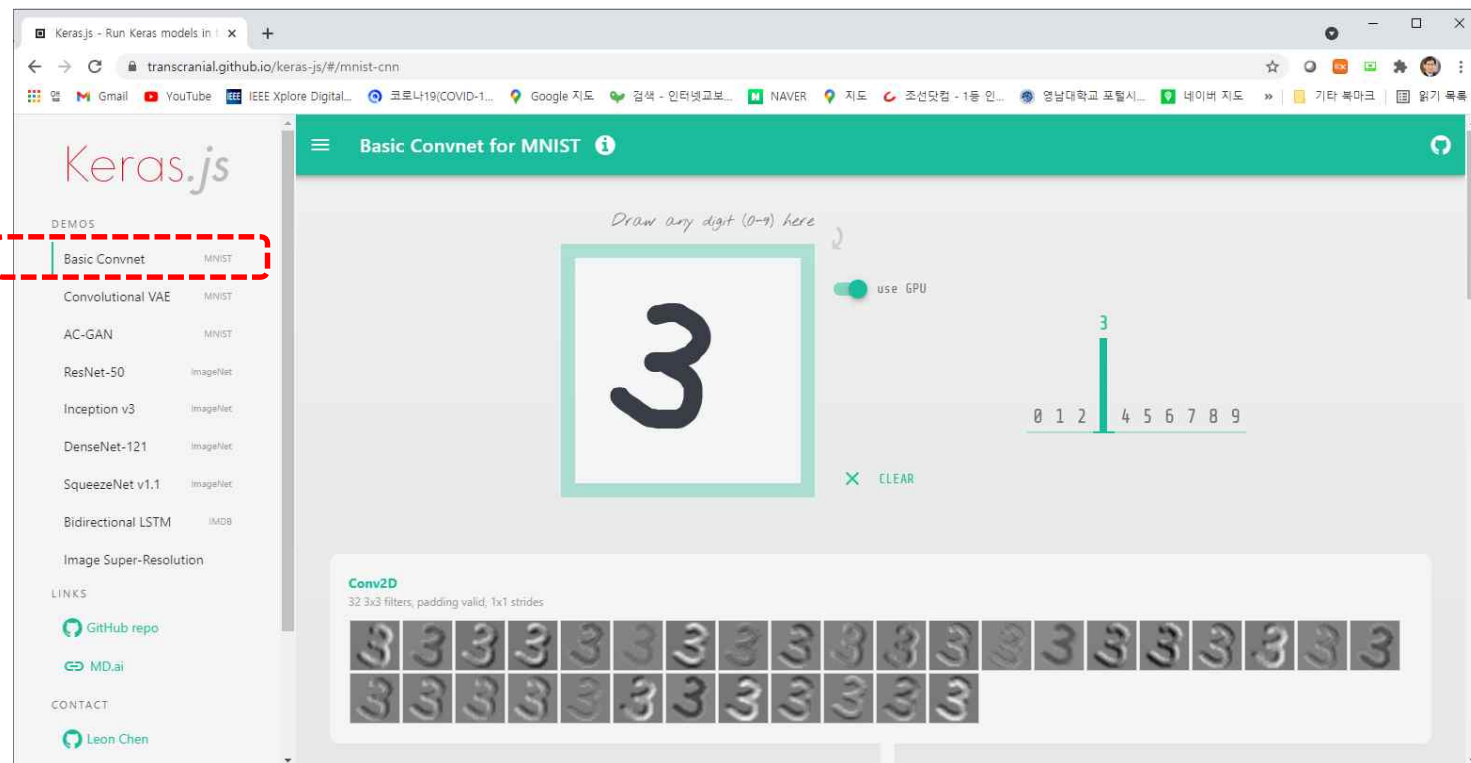 Keras.js - Run Keras models in t
transcranial.github.io/keras-js/#/mnist-cnn
앱 Gmail YouTube IEEE IEEE Xplore Digital... 코로나19(COVID-1... Google 지도 검색 - 인터넷교보... N NAVER 지도 조선닷컴 - 1등 인... 영남대학교 포털시... 네이버 지도 » 기타 북마크 읽기 목록
Keras.js
DEMOS
Basic Convnet MNIST
Convolutional VAE MNIST
AC-GAN MNIST
ResNet-50 ImageNet
Inception v3 ImageNet
DenseNet-121 ImageNet
SqueezeNet v1.1 ImageNet
Bidirectional LSTM IMDB
Image Super-Resolution
LINKS
GitHub repo
MD.ai
CONTACT
Leon Chen
Basic Convnet for MNIST
Draw any digit (0-9) here
3
use GPU
CLEAR
3
0 1 2 4 5 6 7 8 9
Conv2D
32 3x3 filters, padding valid, 1x1 strides